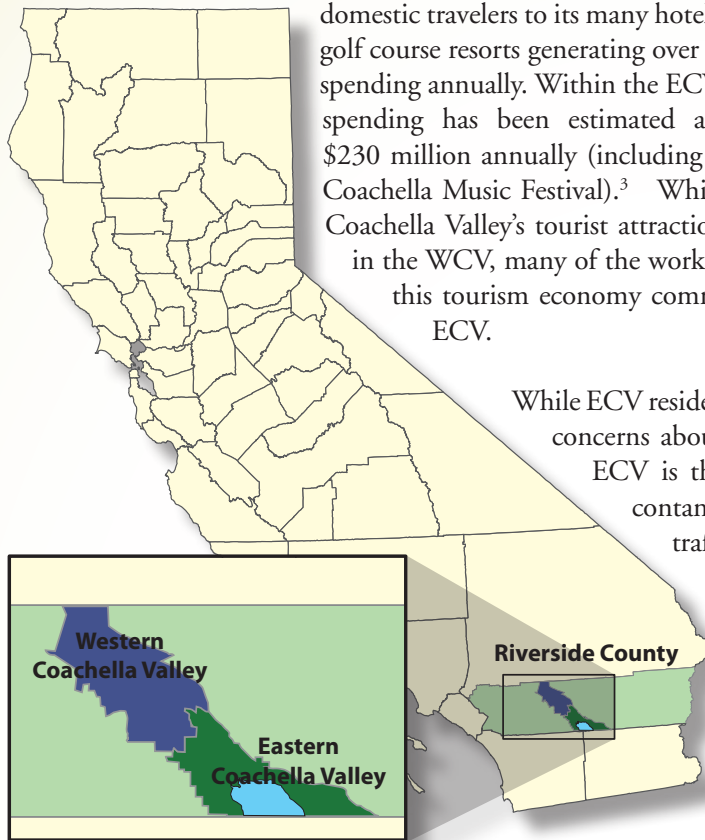 domestic travelers to its many hotel
golf course resorts generating over
spending annually. Within the ECV
spending has been estimated a
$230 million annually (including
Coachella Music Festival).³ Whi
Coachella Valley's tourist attractio
in the WCV, many of the work
this tourism economy comm
ECV.
While ECV reside
concerns abou
ECV is th
contan
traf
Riverside County
Western
Coachella Valley
Eastern
Coachella Valley